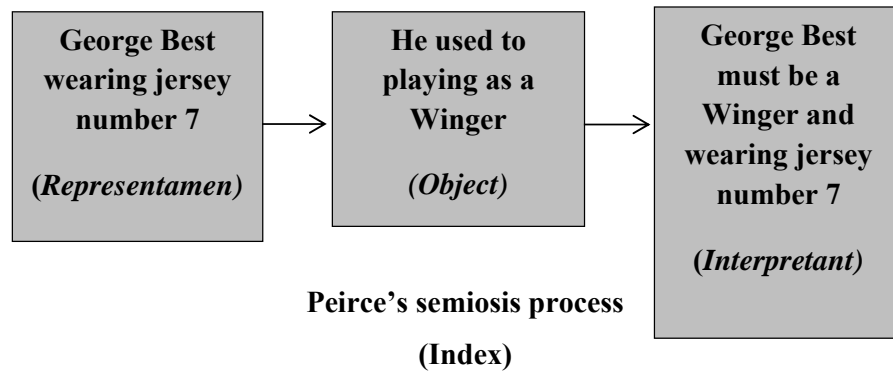 George Best
wearing jersey
number 7
(Representamen)
He used to
playing as a
Winger
(Object)
George Best
must be a
Winger and
wearing jersey
number 7
(Interpretant)
Peirce’s semiosis process
(Index)